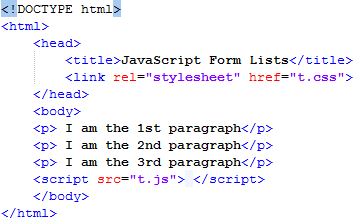 <!DOCTYPE html>
<html>
<head>
<title>JavaScript Form Lists</title>
<link rel="stylesheet" href="t.css">
</head>
<body>
<p> I am the 1st paragraph</p>
<p> I am the 2nd paragraph</p>
<p> I am the 3rd paragraph</p>
<script src="t.js"> </script>
</body>
</html>